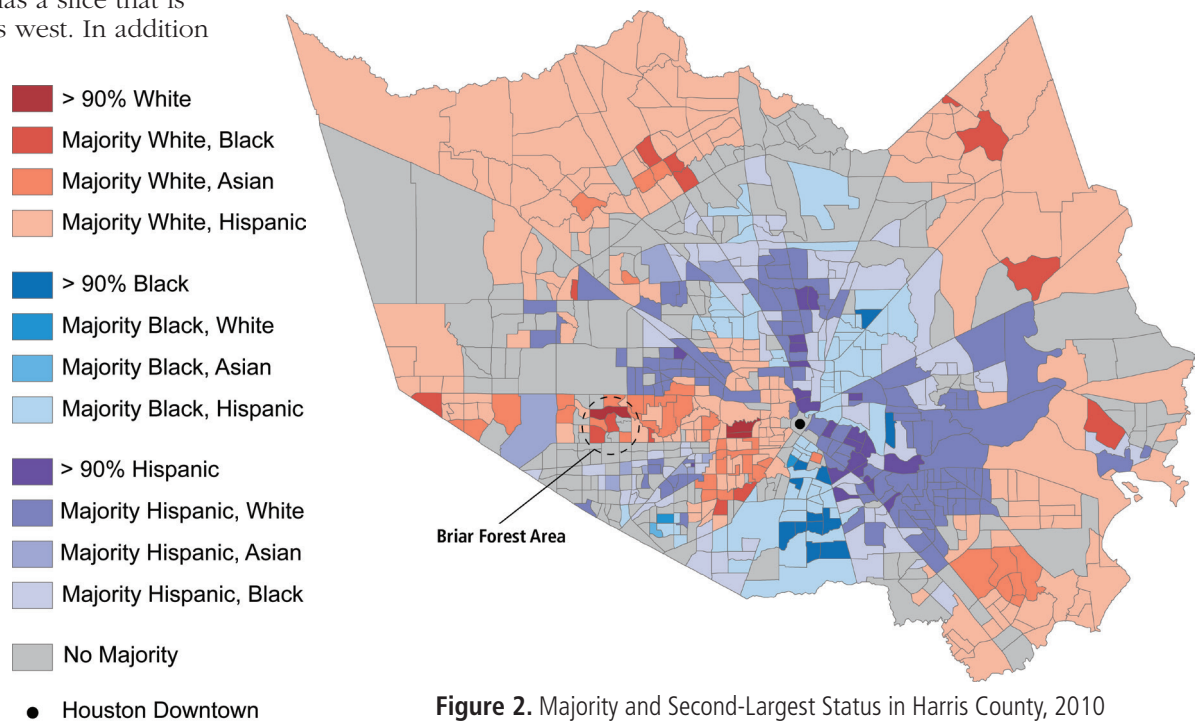 has a slice that is
s west. In addition
> 90% White
Majority White, Black
Majority White, Asian
Majority White, Hispanic
> 90% Black
Majority Black, White
Majority Black, Asian
Majority Black, Hispanic
> 90% Hispanic
Majority Hispanic, White
Majority Hispanic, Asian
Majority Hispanic, Black
No Majority
Houston Downtown
Briar Forest Area
Figure 2. Majority and Second-Largest Status in Harris County, 2010